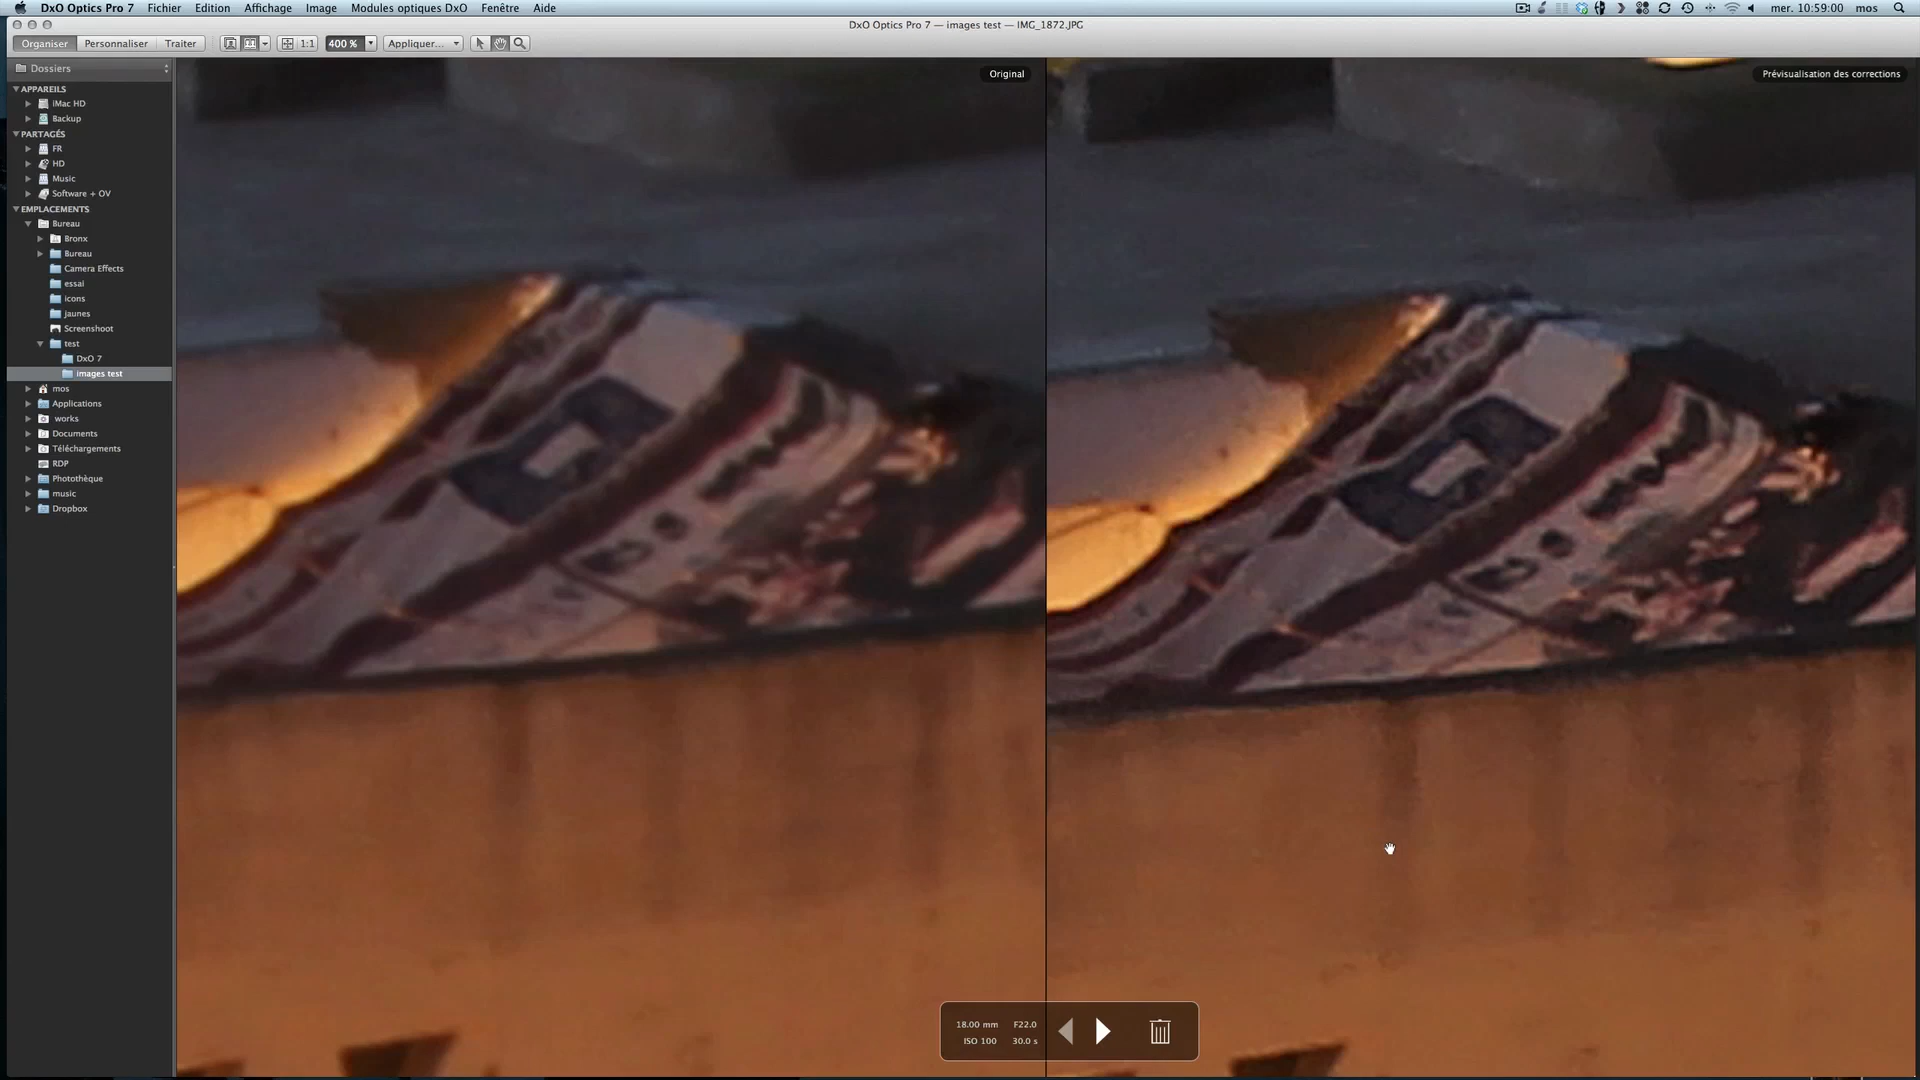 DxO Optics Pro 7 Fichier Edition Affichage Image Modules optiques DxO Fenêtre Aide mer. 10:59:00 mos
DxO Optics Pro 7 — images test — IMG_1872.JPG
Organiser Personnaliser Traiter 1:1 400 % Appliquer...
Dossiers
Original
Prévisualisation des corrections
APPAREILS
iMac HD
Backup
PARTAGÉS
FR
HD
Music
Software + OV
EMPLACEMENTS
Bureau
Bronx
Bureau
Camera Effects
essai
icons
Jaunes
Screenshoot
test
DxO 7
images test
mos
Applications
works
Documents
Téléchargements
RDP
Photothèque
music
Dropbox
18.00 mm F22.0
ISO 100 30.0 s